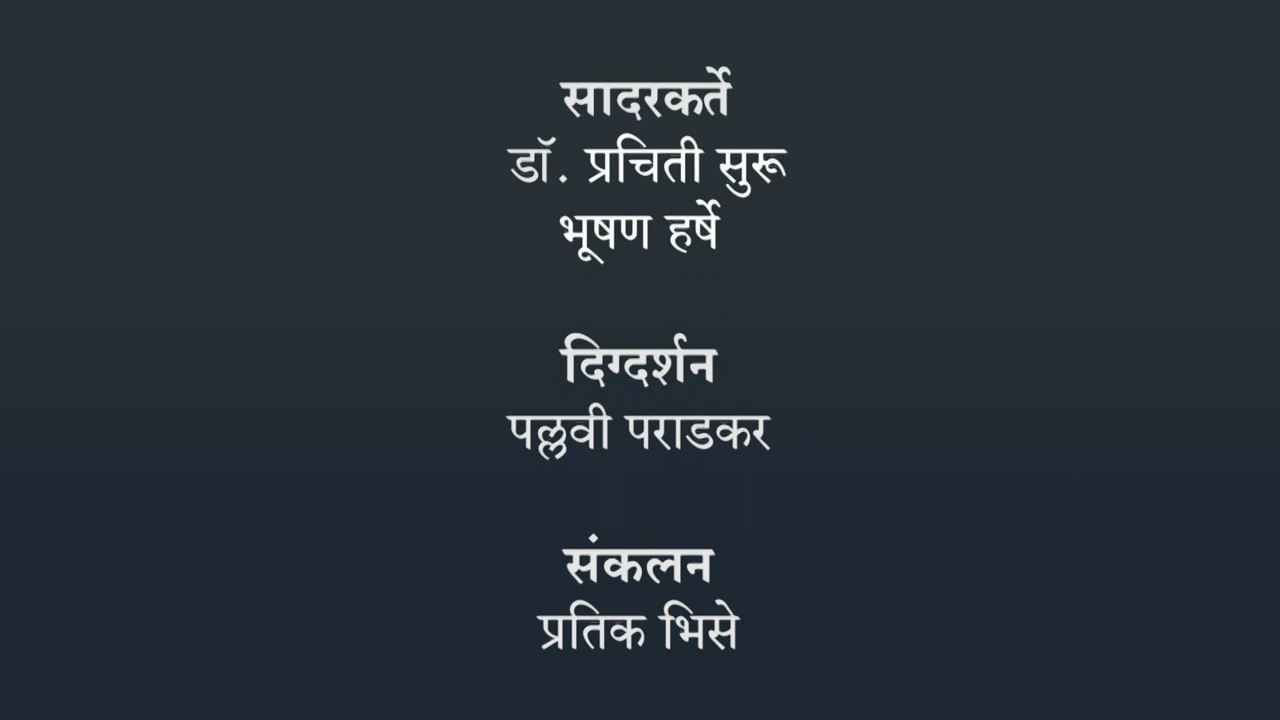 सादरकर्ते
डॉ. प्रचिती सुरू
भूषण हर्षे
दिग्दर्शन
पल्लवी पराडकर
संकलन
प्रतिक भिसे